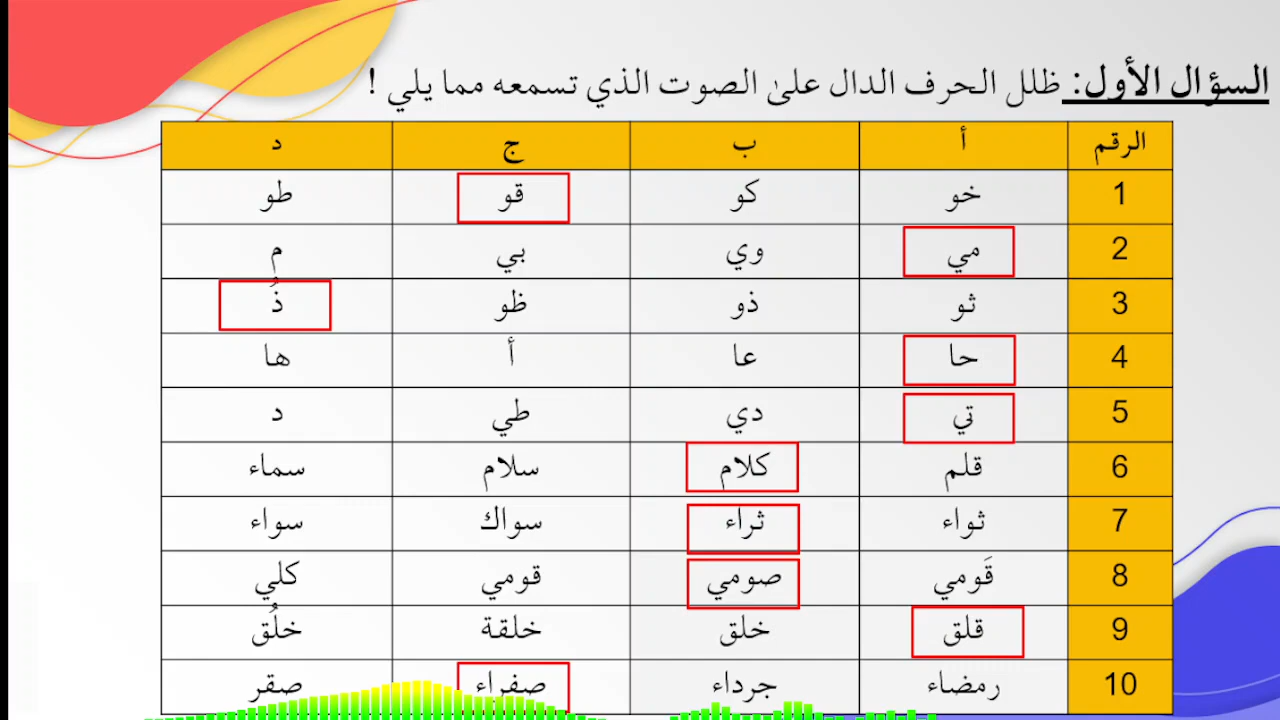 السؤال الأول: ظلل الحرف الدال على الصوت الذي تسمعه مما يلي !
الرقم أ ب ج د
1 خو كو قو طو
2 مي وي بي م
3 ثو ذو ظو ذُ
4 حا عا أ ها
5 تي دي طي د
6 قلم كلام سلام سماء
7 ثواء ثراء سواك سواء
8 قَومي صومي قومي كلي
9 قلق خلق خلقة خلُق
10 رمضاء جرداء صفراء صقر